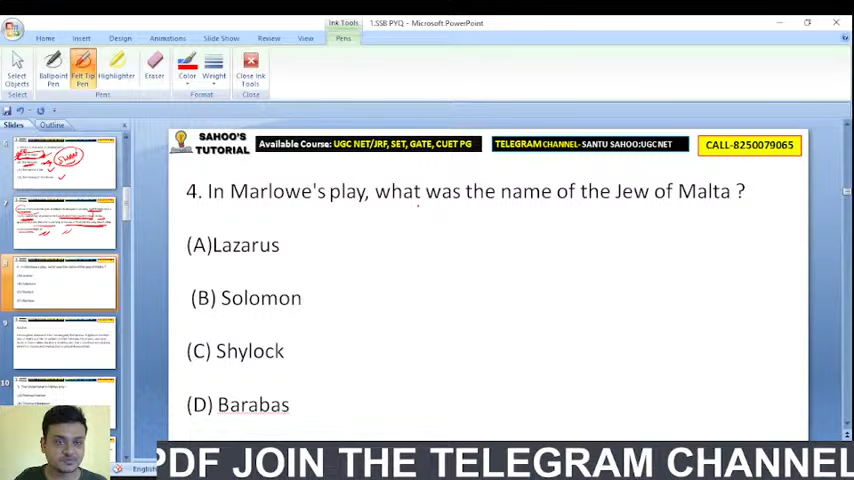 Ink Tools
1.SSB PYQ - Microsoft PowerPoint
Home Insert Design Animations Slide Show Review View Pens
Select Objects
Ballpoint Pen
Felt Tip Pen
Highlighter
Eraser
Color
Weight
Close Ink Tools
Select
Pens
Format
Close
Slides Outline
SAHOO'S
TUTORIAL
Available Course: UGC NET/JRF, SET, GATE, CUET PG
TELEGRAM CHANNEL- SANTU SAHOO:UGC NET
CALL-8250079065
4. In Marlowe's play, what was the name of the Jew of Malta ?
(A)Lazarus
(B) Solomon
(C) Shylock
(D) Barabas
9
10
English
PDF JOIN THE TELEGRAM CHANNEL